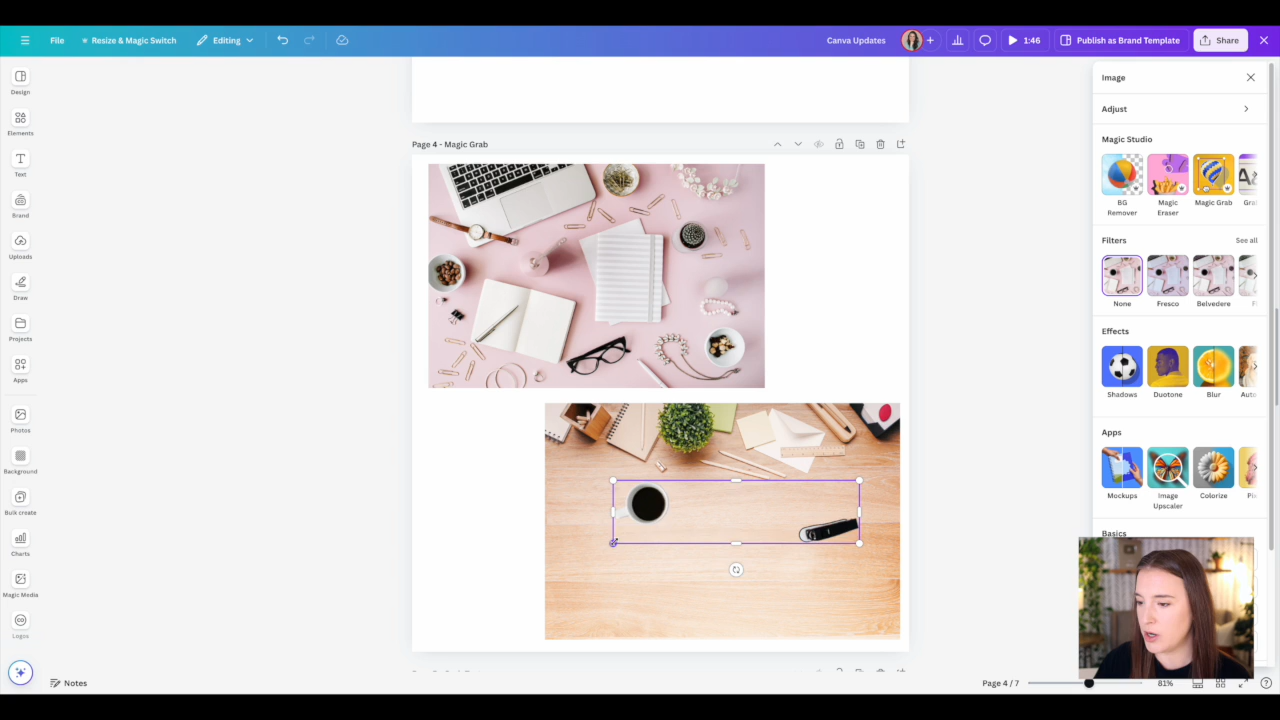 File
Resize & Magic Switch
Editing
Canva Updates
1:46
Publish as Brand Template
Share
Design
Elements
Text
Brand
Uploads
Draw
Projects
Apps
Photos
Background
Bulk create
Charts
Magic Media
Logos
Notes
Page 4 - Magic Grab
Image
Adjust
Magic Studio
BG Remover
Magic Eraser
Magic Grab
Filters
See all
None
Fresco
Belvedere
Effects
Shadows
Duotone
Blur
Apps
Mockups
Image Upscaler
Colorize
Basics
Page 4 / 7
81%